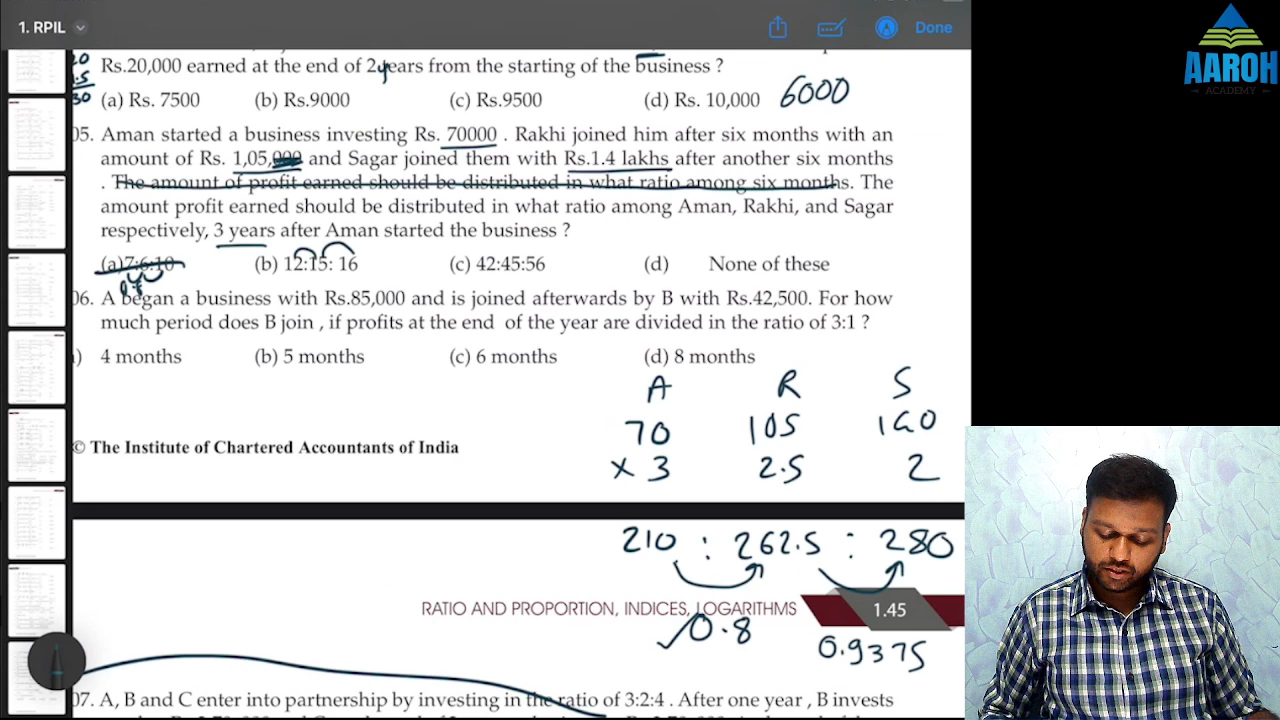 1. RPIL
Done
AAROH
ACADEMY
Rs.20,000 earned at the end of 2 years from the starting of the business ?
(a) Rs. 7500 (b) Rs.9000 (c) Rs.9500 (d) Rs. 10,000 6000
05. Aman started a business investing Rs. 70000 . Rakhi joined him after six months with an
amount of Rs. 1,05,000 and Sagar joined them with Rs.1.4 lakhs after another six months
The amount of profit earned should be distributed in what ratio among six months. The
amount profit earned should be distributed in what ratio among Aman, Rakhi, and Sagar
respectively, 3 years after Aman started the business ?
(a)7:6:10 (b) 12:15: 16 (c) 42:45:56 (d) None of these
06. A began a business with Rs.85,000 and is joined afterwards by B with Rs.42,500. For how
much period does B join , if profits at the end of the year are divided in the ratio of 3:1 ?
4 months (b) 5 months (c) 6 months (d) 8 months
A R S
70 105 140
x 3 2.5 2
© The Institute of Chartered Accountants of India
210 : 262.5 : 280
RATIO AND PROPORTION, INDICES, LOGARITHMS 1.45
0.8 0.9375
07. A, B and C enter into partnership by investing in the ratio of 3:2:4 . After one year , B invests